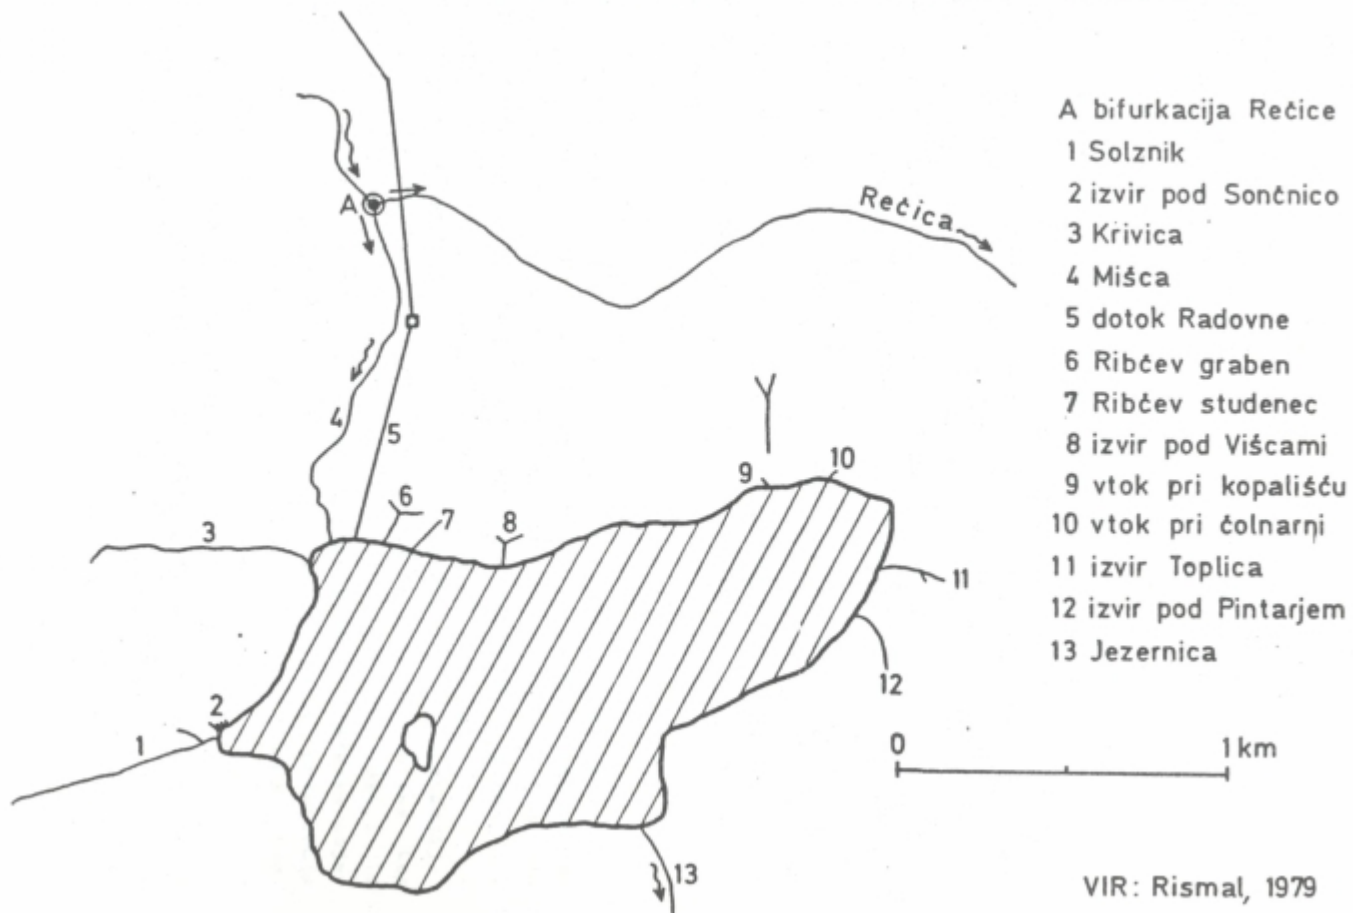 A bifurkacija Rečice
1 Solznik
2 izvir pod Sončnico
3 Krivica
4 Mišca
5 dotok Radovne
6 Ribčev graben
7 Ribčev studenec
8 izvir pod Višcami
9 vtok pri kopališču
10 vtok pri čolnarni
11 izvir Toplica
12 izvir pod Pintarjem
13 Jezernica
A
Rečica
4
5
6
7
8
9
10
3
11
12
2
1
13
0
1 km
VIR: Rismal, 1979